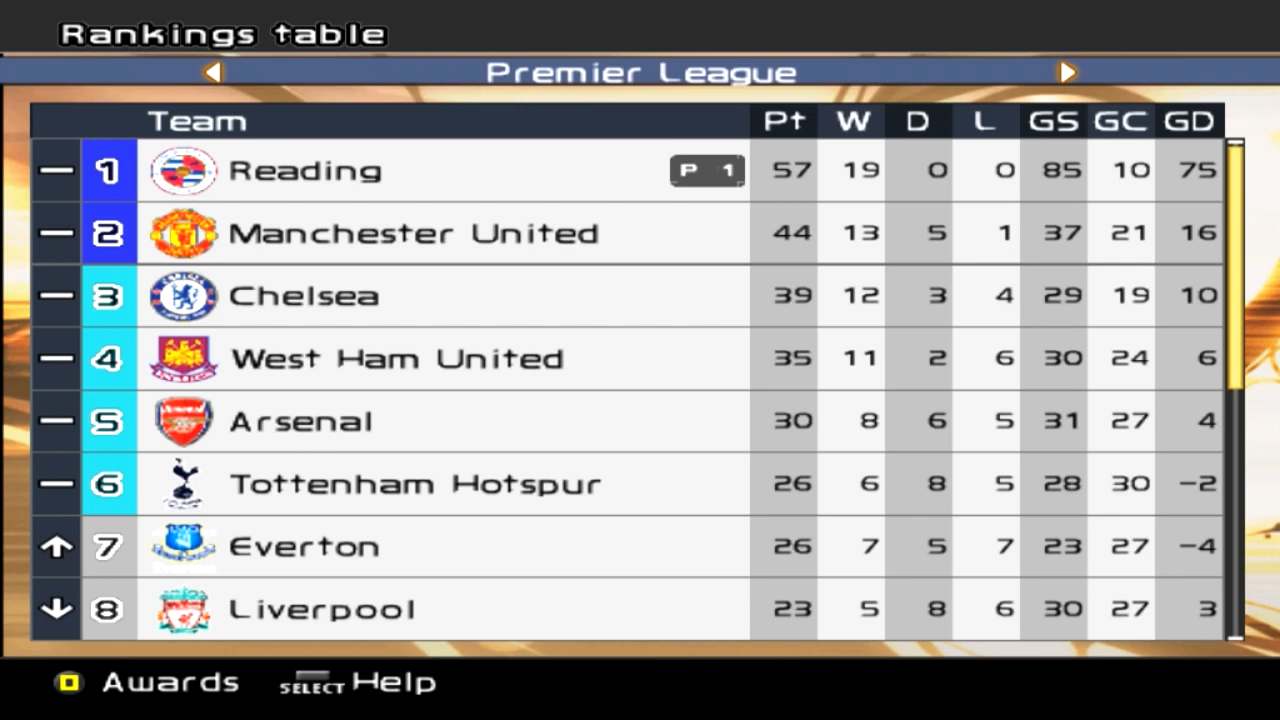 Rankings table
Premier League
Team Pt W D L GS GC GD
1 Reading P 1 57 19 0 0 85 10 75
2 Manchester United 44 13 5 1 37 21 16
3 Chelsea 39 12 3 4 29 19 10
4 West Ham United 35 11 2 6 30 24 6
5 Arsenal 30 8 6 5 31 27 4
6 Tottenham Hotspur 26 6 8 5 28 30 -2
7 Everton 26 7 5 7 23 27 -4
8 Liverpool 23 5 8 6 30 27 3
Awards SELECT Help